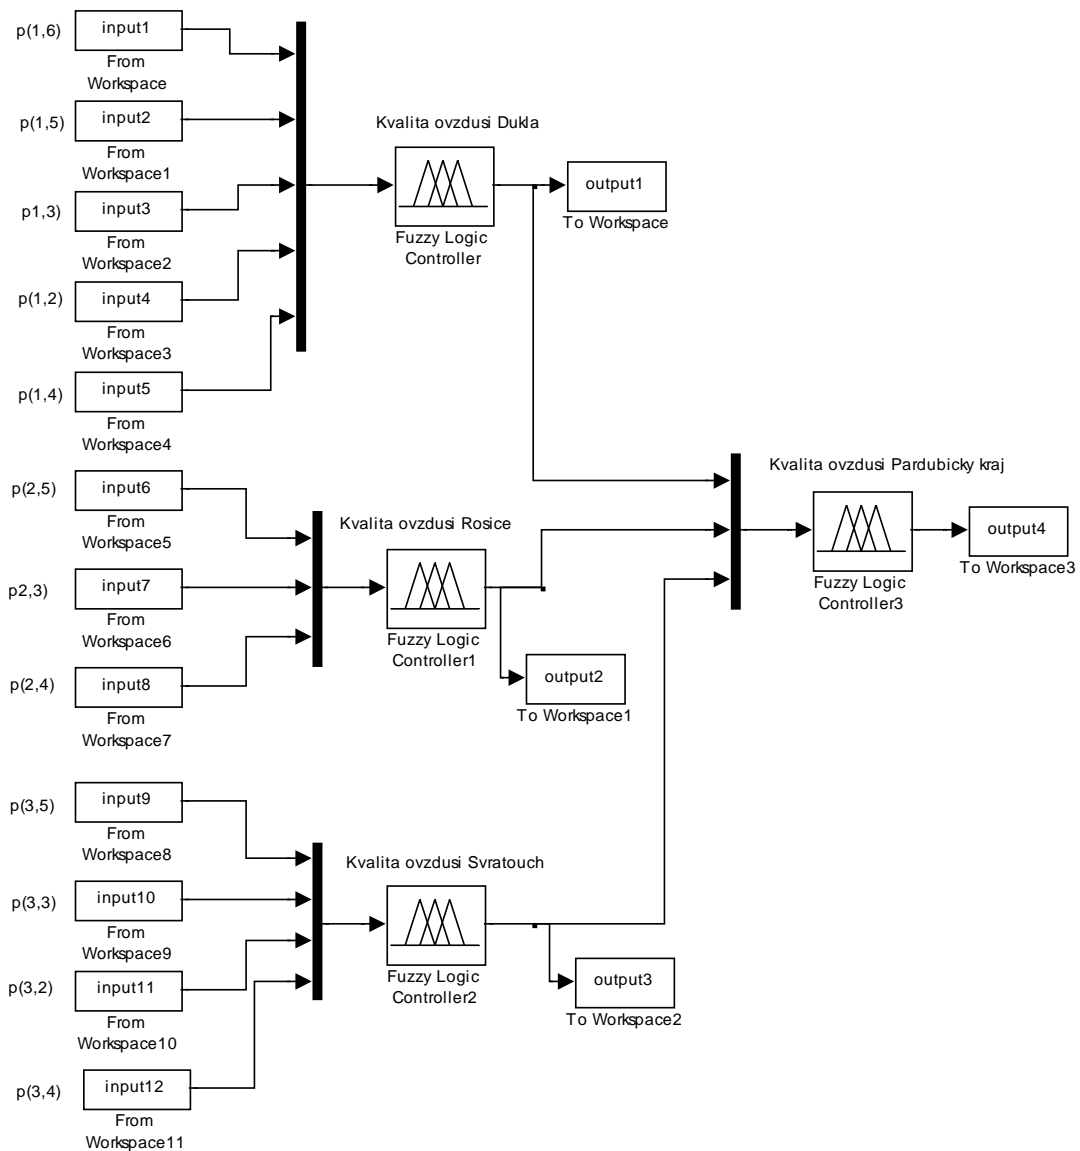 p(1,6)
input1
From
Workspace
p(1,5)
input2
From
Workspace1
p1,3)
input3
From
Workspace2
p(1,2)
input4
From
Workspace3
p(1,4)
input5
From
Workspace4
Kvalita ovzdusi Dukla
Fuzzy Logic
Controller
output1
To Workspace
p(2,5)
input6
From
Workspace5
p2,3)
input7
From
Workspace6
p(2,4)
input8
From
Workspace7
Kvalita ovzdusi Rosice
Fuzzy Logic
Controller1
output2
To Workspace1
Kvalita ovzdusi Pardubicky kraj
Fuzzy Logic
Controller3
output4
To Workspace3
p(3,5)
input9
From
Workspace8
p(3,3)
input10
From
Workspace9
p(3,2)
input11
From
Workspace10
p(3,4)
input12
From
Workspace11
Kvalita ovzdusi Svratouch
Fuzzy Logic
Controller2
output3
To Workspace2